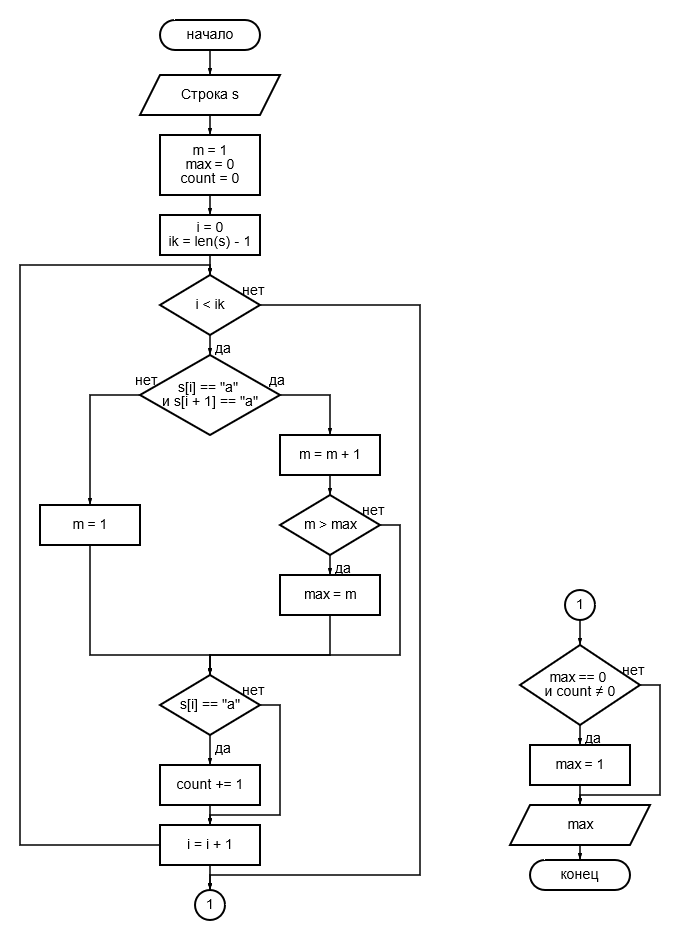 начало
Строка s
m = 1
max = 0
count = 0
i = 0
ik = len(s) - 1
нет
i < ik
да
нет
да
s[i] == "a"
и s[i + 1] == "a"
m = m + 1
нет
m = 1
m > max
да
max = m
нет
s[i] == "a"
да
count += 1
i = i + 1
1
1
нет
max == 0
и count ≠ 0
да
max = 1
max
конец